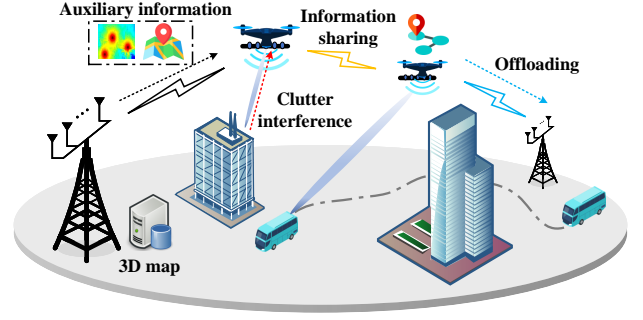 Auxiliary information
Information
sharing
Offloading
Clutter
interference
3D map